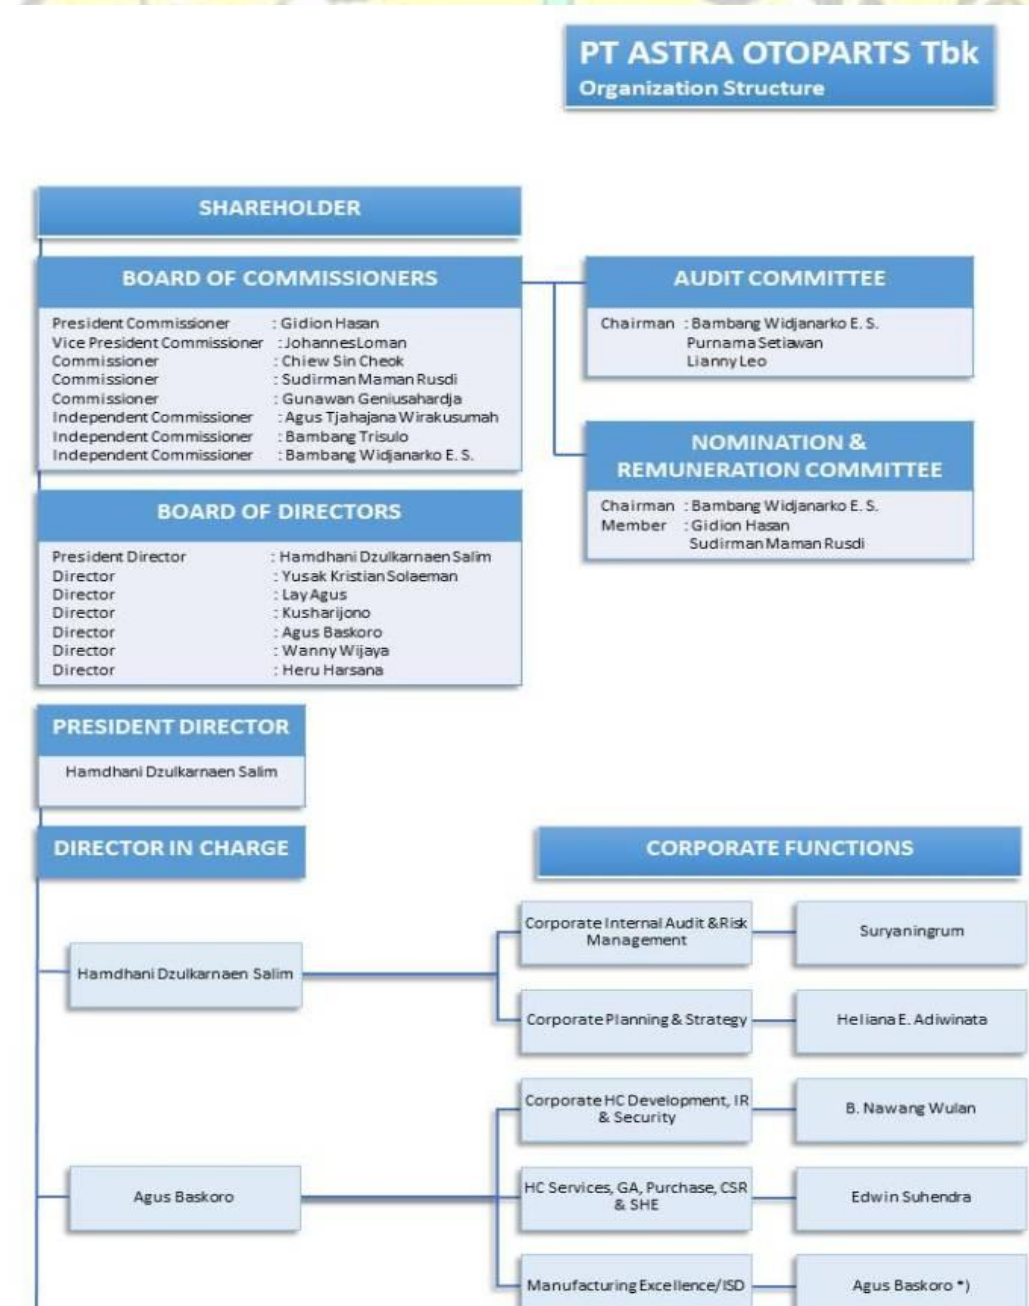 PT ASTRA OTOPARTS Tbk
Organization Structure
SHAREHOLDER
BOARD OF COMMISSIONERS
President Commissioner : Gidion Hasan
Vice President Commissioner : Johannes Loman
Commissioner : Chiew Sin Cheok
Commissioner : Sudirman Maman Rusdi
Commissioner : Gunawan Geniusahardja
Independent Commissioner : Agus Tjahajana Wirakusumah
Independent Commissioner : Bambang Trisulo
Independent Commissioner : Bambang Widjanarko E. S.
AUDIT COMMITTEE
Chairman : Bambang Widjanarko E. S.
Purnama Setiawan
Lianny Leo
NOMINATION &
REMUNERATION COMMITTEE
Chairman : Bambang Widjanarko E. S.
Member : Gidion Hasan
Sudirman Maman Rusdi
BOARD OF DIRECTORS
President Director : Hamdhani Dzulkarnaen Salim
Director : Yusak Kristian Solaeman
Director : Lay Agus
Director : Kusharijono
Director : Agus Baskoro
Director : Wanny Wijaya
Director : Heru Harsana
PRESIDENT DIRECTOR
Hamdhani Dzulkarnaen Salim
DIRECTOR IN CHARGE
CORPORATE FUNCTIONS
Hamdhani Dzulkarnaen Salim
Corporate Internal Audit & Risk
Management
Suryaningrum
Corporate Planning & Strategy
Heliana E. Adiwinata
Agus Baskoro
Corporate HC Development, IR
& Security
B. Nawang Wulan
HC Services, GA, Purchase, CSR
& SHE
Edwin Suhendra
Manufacturing Excellence/ISD
Agus Baskoro *)